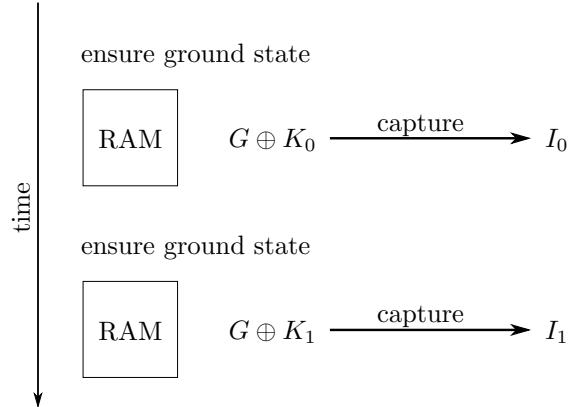 ensure ground state
RAM
G ⊕ K₀
capture
I₀
time
ensure ground state
RAM
G ⊕ K₁
capture
I₁